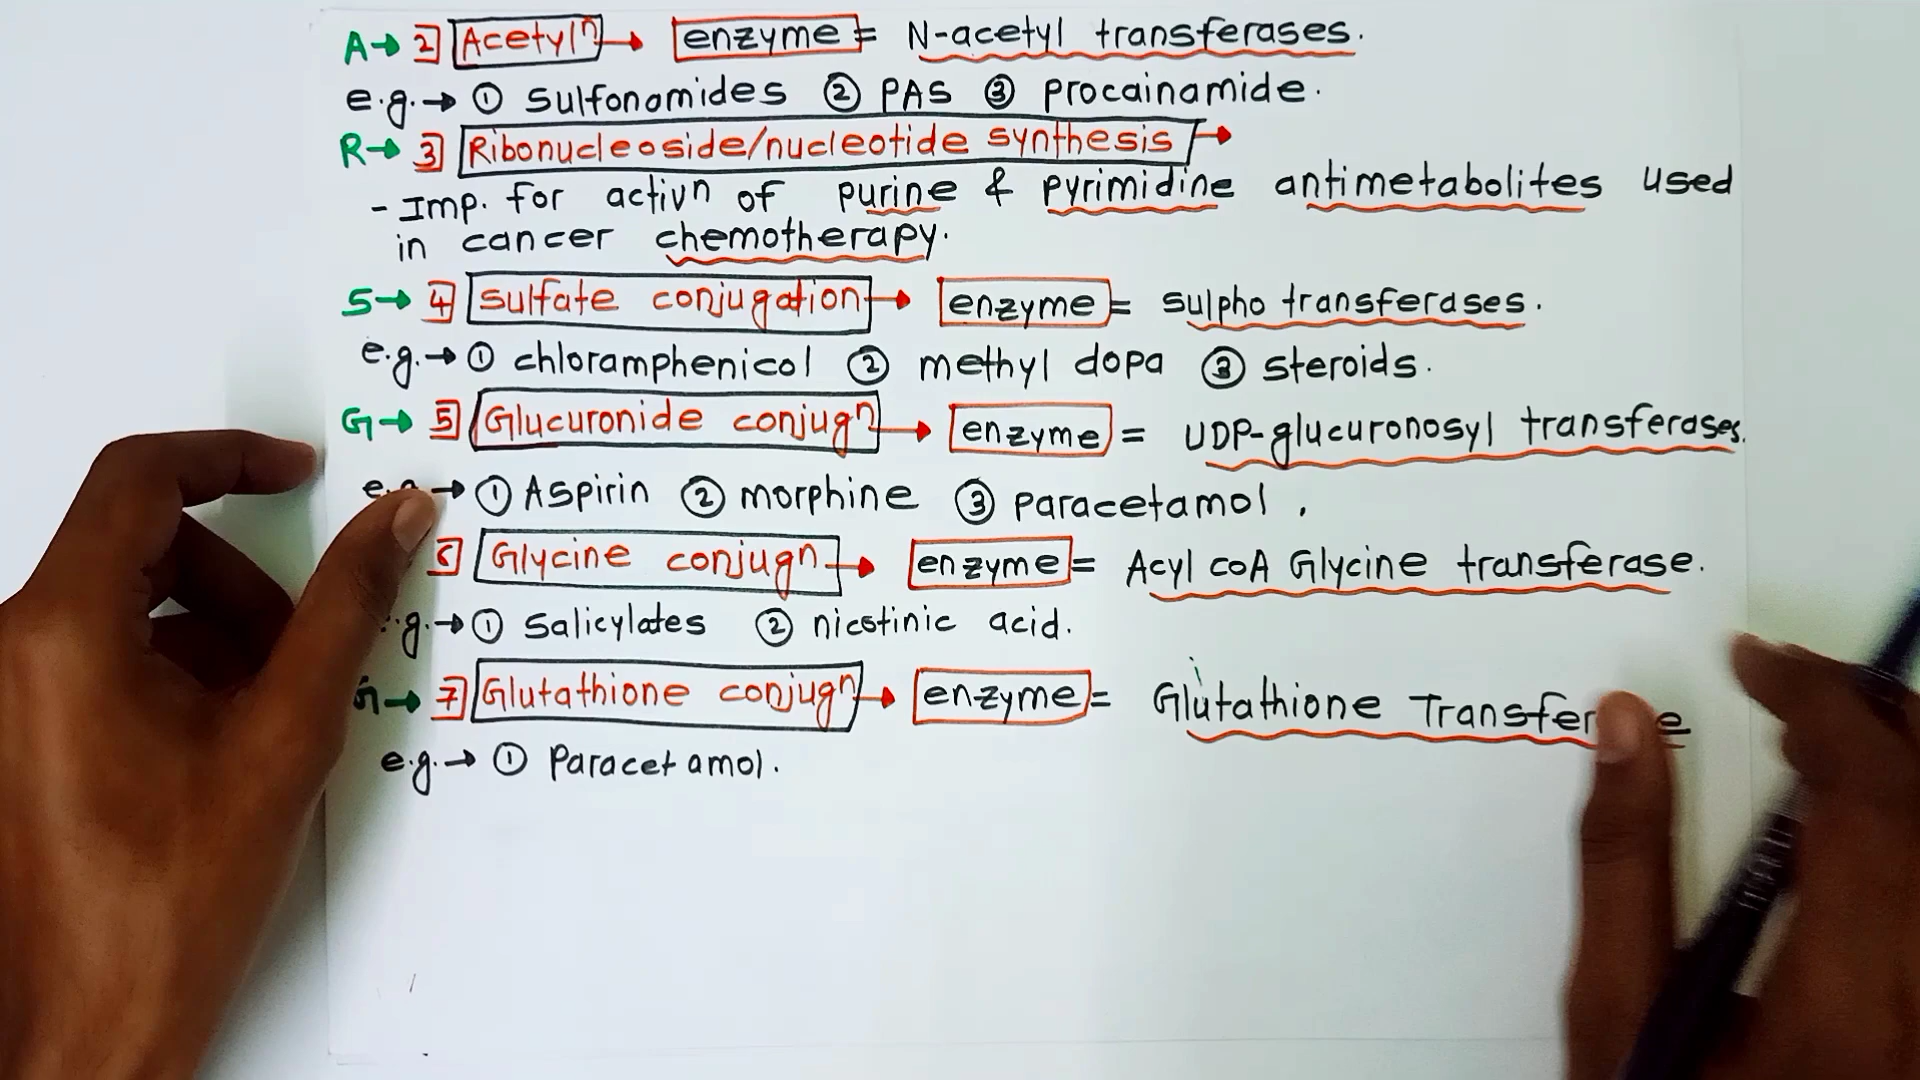 A→ 2 Acetyln → enzyme = N-acetyl transferases.
e.g.→ ① Sulfonomides ② PAS ③ procainamide.
R→ 3 Ribonucleoside/nucleotide synthesis →
- Imp. for activn of purine & pyrimidine antimetabolites used
in cancer chemotherapy.
S→ 4 sulfate conjugation → enzyme = sulpho transferases.
e.g.→ ① chloramphenicol ② methyl dopa ③ steroids.
G→ 5 Glucuronide conjugn → enzyme = UDP-glucuronosyl transferases.
→ ① Aspirin ② morphine ③ paracetamol.
6 Glycine conjugn → enzyme = Acyl coA Glycine transferase.
g.→ ① salicylates ② nicotinic acid.
→ 7 Glutathione conjugn → enzyme = Glutathione
e.g.→ ① Paracetamol.